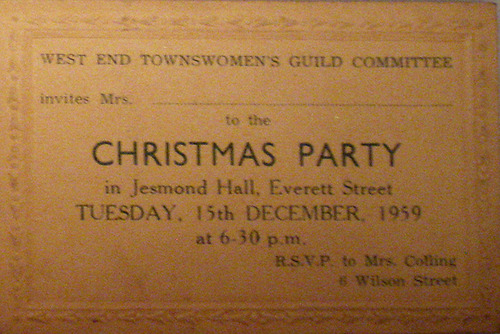 WEST END TOWNSWOMEN'S GUILD COMMITTEE
invites Mrs.
to the
CHRISTMAS PARTY
in Jesmond Hall, Everett Street
TUESDAY, 15th DECEMBER, 1959
at 6-30 p.m.
R.S.V.P. to Mrs. Colling
6 Wilson Street